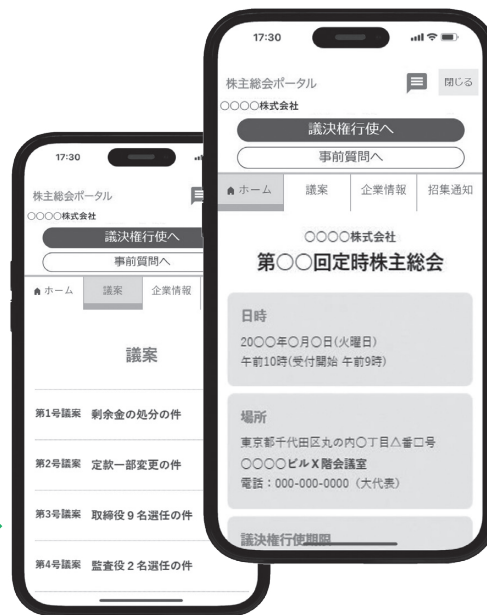 17:30
株主総会ポータル
閉じる
○○○○株式会社
議決権行使へ
事前質問へ
ホーム
議案
企業情報
招集通知
○○○○株式会社
第○○回定時株主総会
日時
20○○年○月○日(火曜日)
午前10時(受付開始 午前9時)
場所
東京都千代田区丸の内○丁目△番□号
○○○○ビルX階会議室
電話：000-000-0000（大代表）
議決権行使期限
17:30
株主総会ポータル
○○○○株式会社
議決権行使へ
事前質問へ
ホーム
議案
企業情報
議案
第1号議案 剰余金の処分の件
第2号議案 定款一部変更の件
第3号議案 取締役９名選任の件
第4号議案 監査役２名選任の件